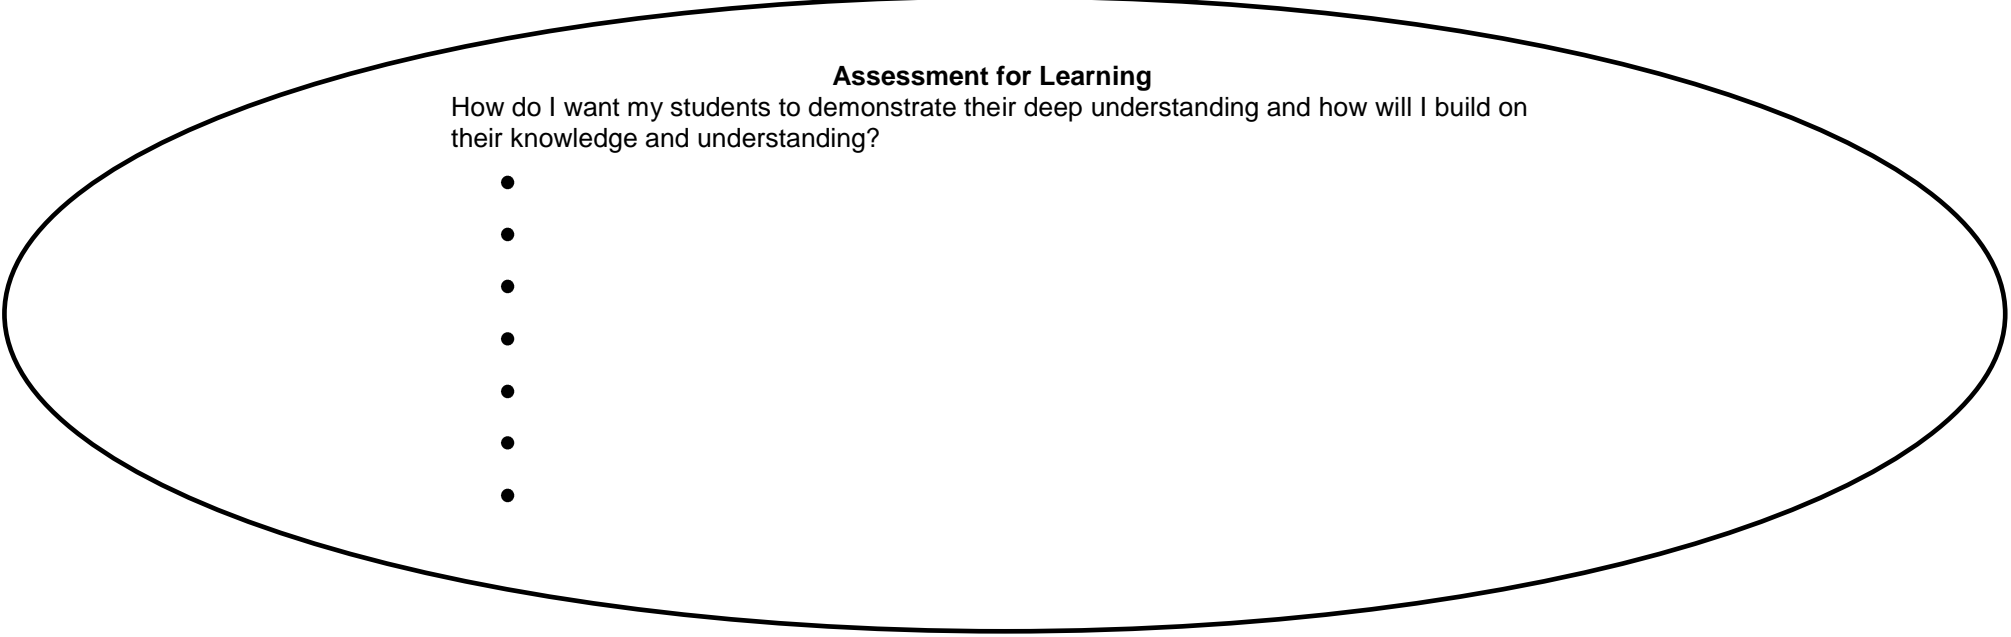 Assessment for Learning
How do I want my students to demonstrate their deep understanding and how will I build on
their knowledge and understanding?
•
•
•
•
•
•
•